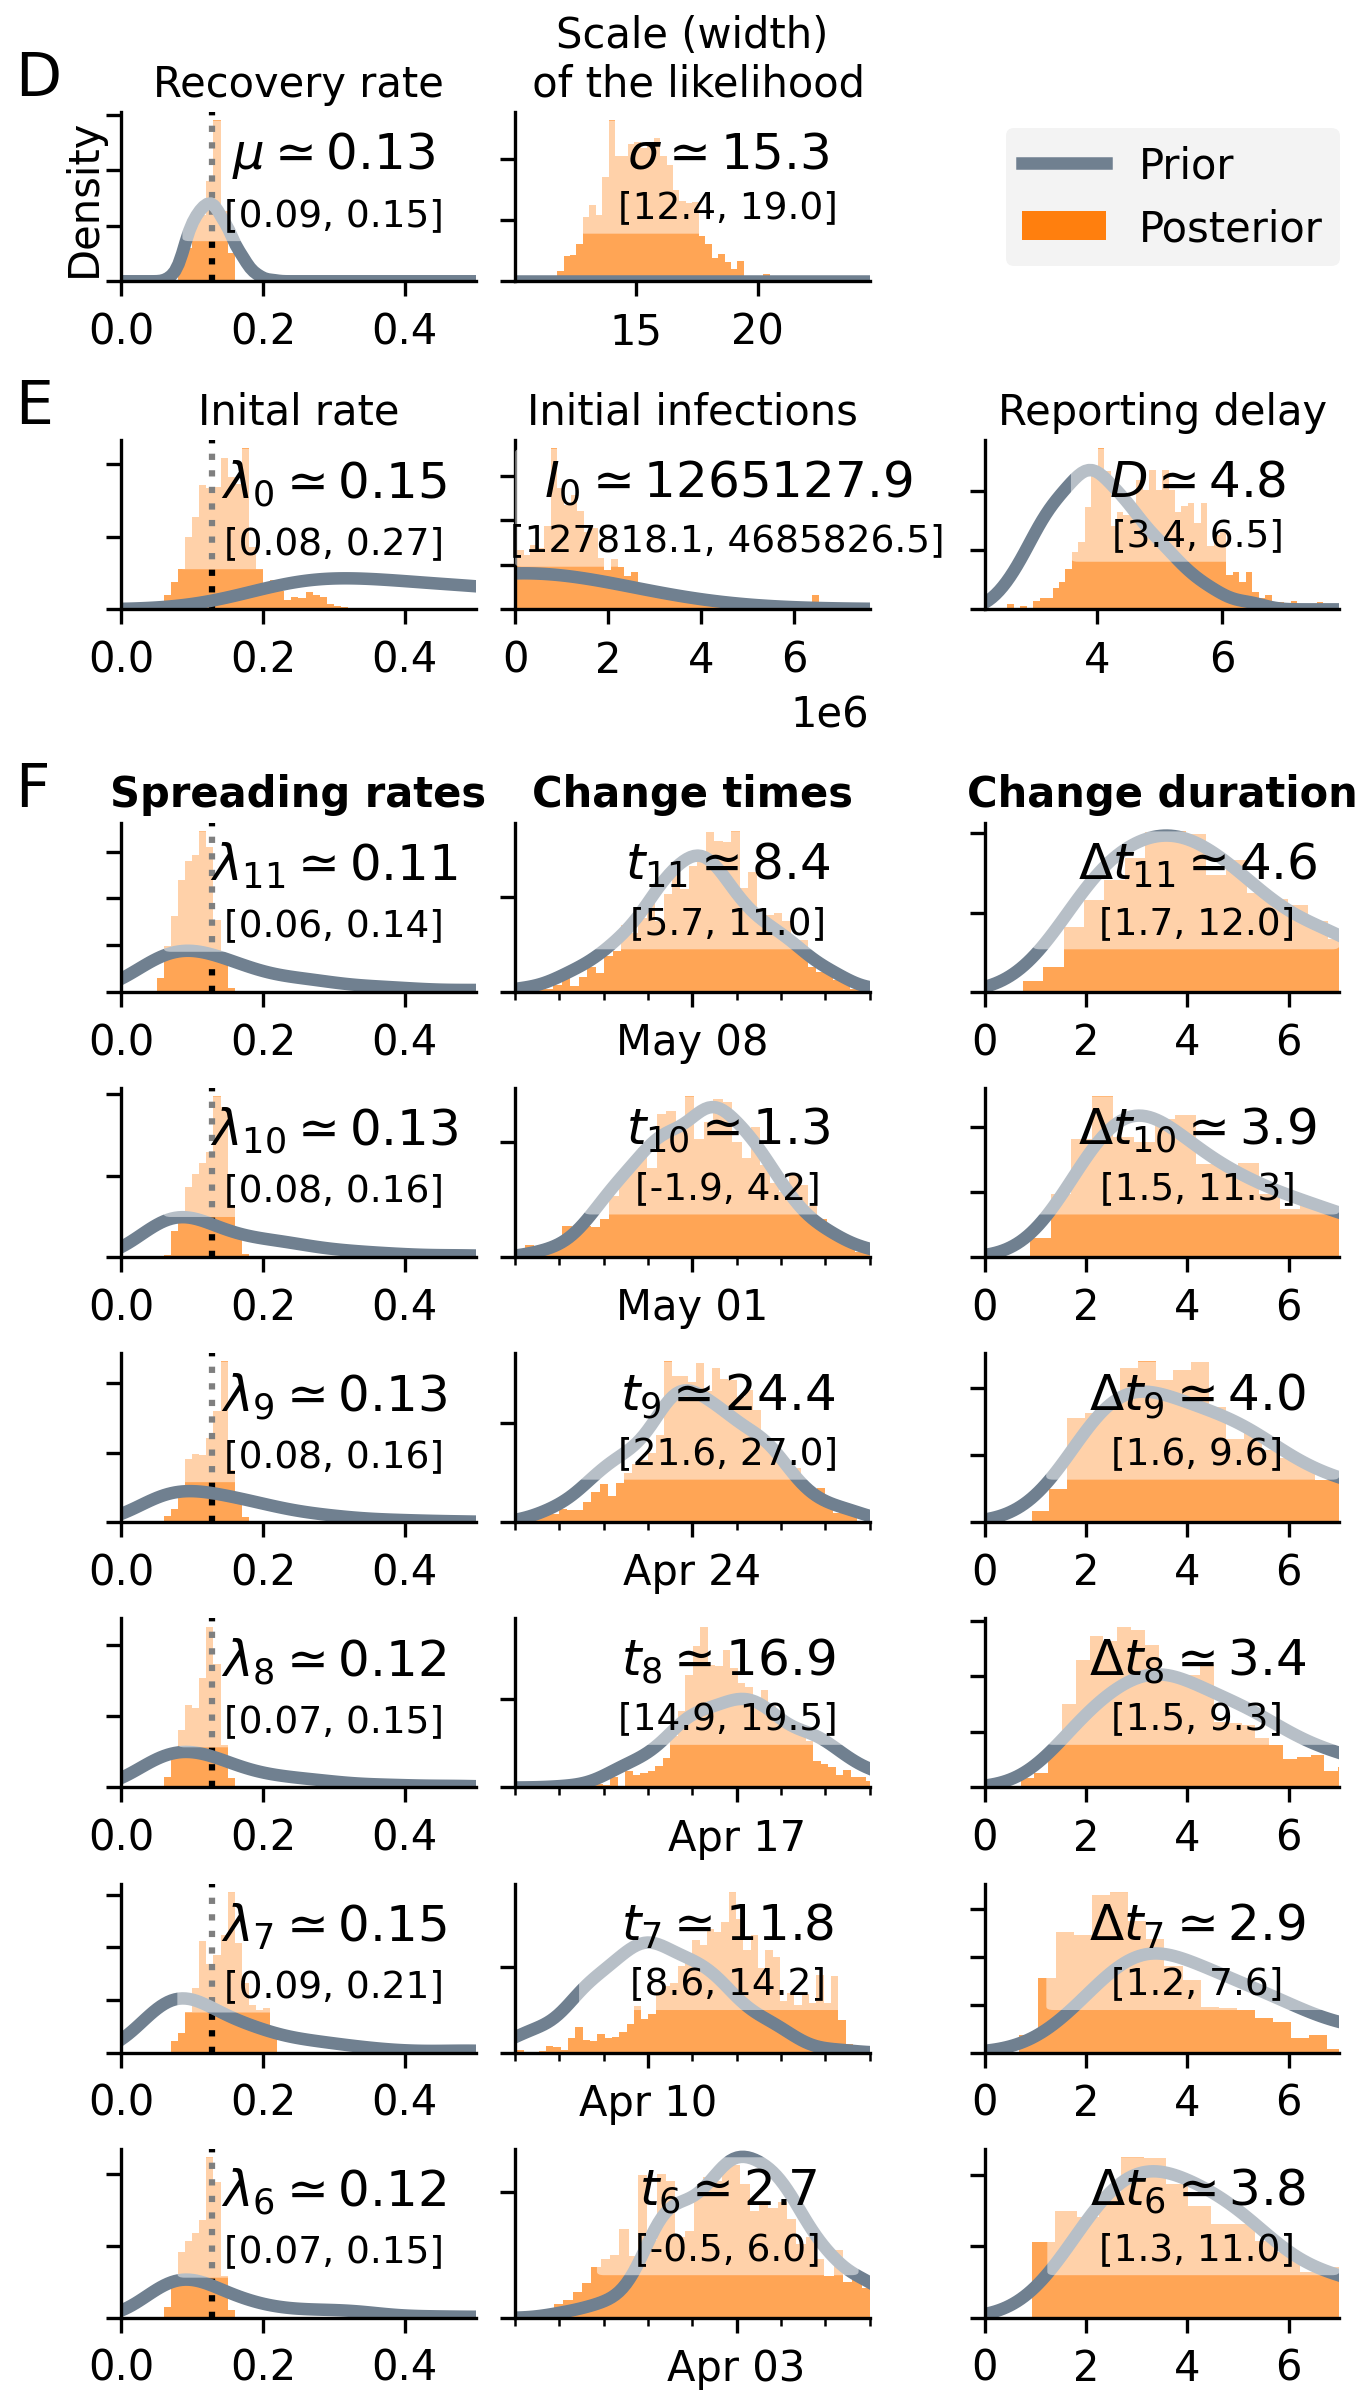 D
Recovery rate
Scale (width)
of the likelihood
Density
μ ≃ 0.13
[0.09, 0.15]
0.0 0.2 0.4
σ ≃ 15.3
[12.4, 19.0]
15 20
Prior
Posterior
E
Inital rate
λ0 ≃ 0.15
[0.08, 0.27]
0.0 0.2 0.4
Initial infections
I0 ≃ 1265127.9
[127818.1, 4685826.5]
0 2 4 6
1e6
Reporting delay
D ≃ 4.8
[3.4, 6.5]
4 6
F
Spreading rates
Change times
Change duration
λ11 ≃ 0.11
[0.06, 0.14]
0.0 0.2 0.4
t11 ≃ 8.4
[5.7, 11.0]
May 08
Δt11 ≃ 4.6
[1.7, 12.0]
0 2 4 6
λ10 ≃ 0.13
[0.08, 0.16]
0.0 0.2 0.4
t10 ≃ 1.3
[-1.9, 4.2]
May 01
Δt10 ≃ 3.9
[1.5, 11.3]
0 2 4 6
λ9 ≃ 0.13
[0.08, 0.16]
0.0 0.2 0.4
t9 ≃ 24.4
[21.6, 27.0]
Apr 24
Δt9 ≃ 4.0
[1.6, 9.6]
0 2 4 6
λ8 ≃ 0.12
[0.07, 0.15]
0.0 0.2 0.4
t8 ≃ 16.9
[14.9, 19.5]
Apr 17
Δt8 ≃ 3.4
[1.5, 9.3]
0 2 4 6
λ7 ≃ 0.15
[0.09, 0.21]
0.0 0.2 0.4
t7 ≃ 11.8
[8.6, 14.2]
Apr 10
Δt7 ≃ 2.9
[1.2, 7.6]
0 2 4 6
λ6 ≃ 0.12
[0.07, 0.15]
0.0 0.2 0.4
t6 ≃ 2.7
[-0.5, 6.0]
Apr 03
Δt6 ≃ 3.8
[1.3, 11.0]
0 2 4 6